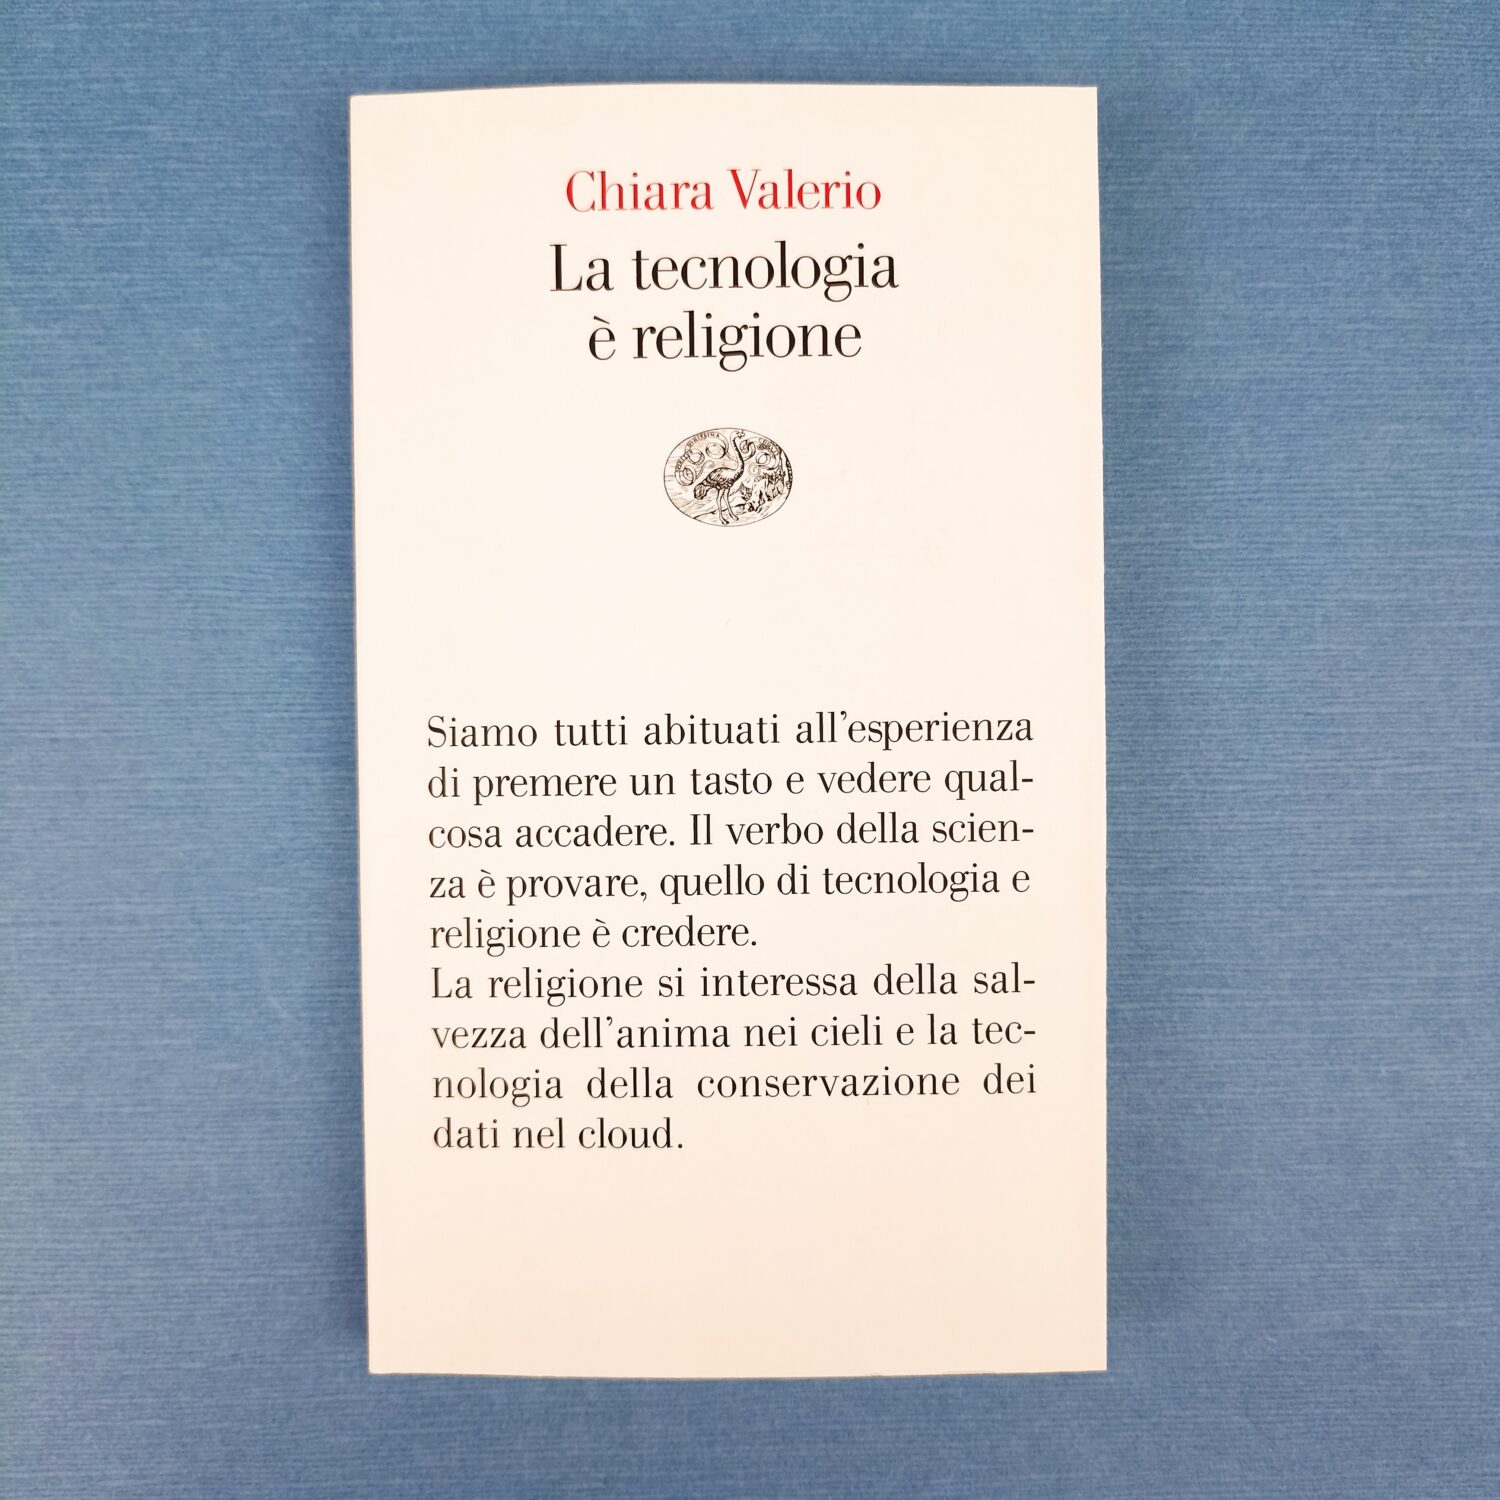 Chiara Valerio
La tecnologia
è religione
Siamo tutti abituati all'esperienza
di premere un tasto e vedere qual-
cosa accadere. Il verbo della scien-
za è provare, quello di tecnologia e
religione è credere.
La religione si interessa della sal-
vezza dell'anima nei cieli e la tec-
nologia della conservazione dei
dati nel cloud.